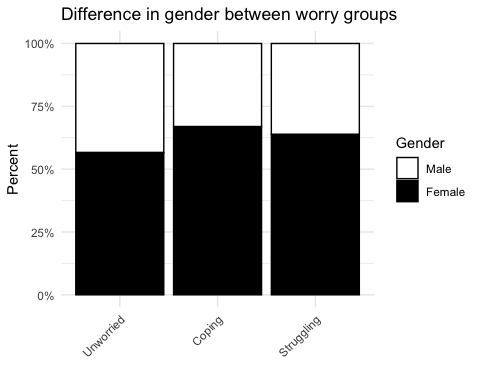 Difference in gender between worry groups
100%
75%
50%
25%
0%
Percent
Unworried
Coping
Struggling
Gender
Male
Female